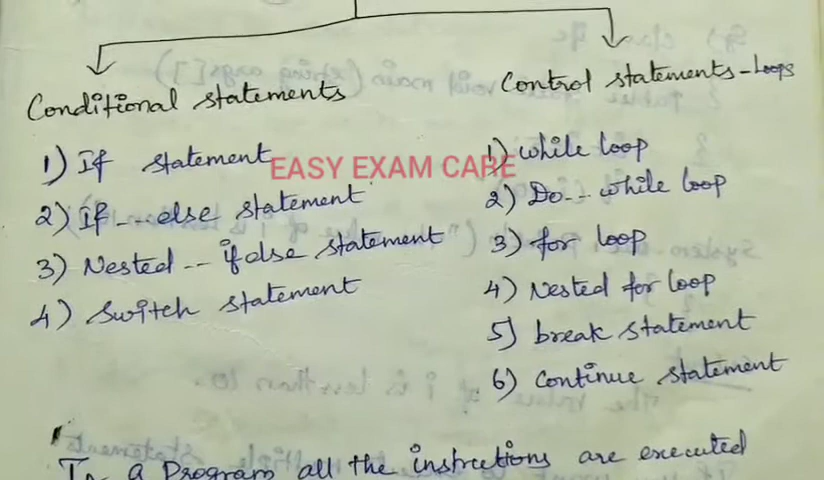 Conditional statements
1) If statement
2) If -- else statement
3) Nested -- ifelse statement
4) Switch statement
Control statements-Loops
1) while loop
2) Do -- while loop
3) for loop
4) Nested for loop
5) break statement
6) Continue statement
EASY EXAM CARE
In a Program all the instructions are executed